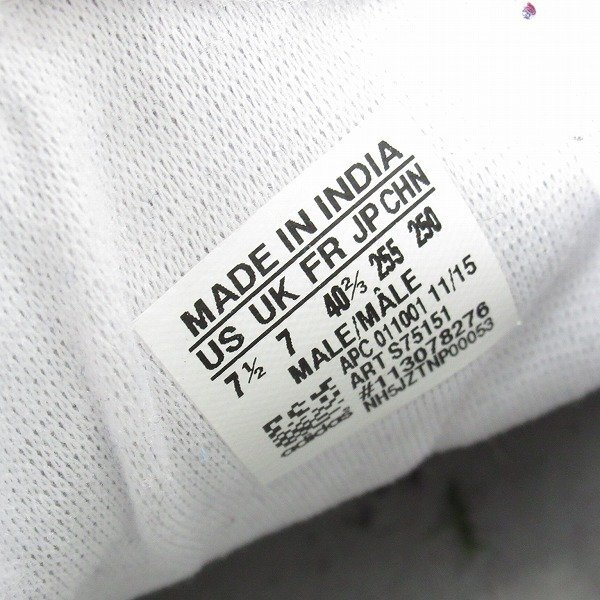 MADE IN INDIA
US UK FR JP CHN
7½ 7 40⅔ 255 250
MALE/MÂLE
APC 011001 11/15
ART S75151
#113078276
NH5JZTNP00053
adidas